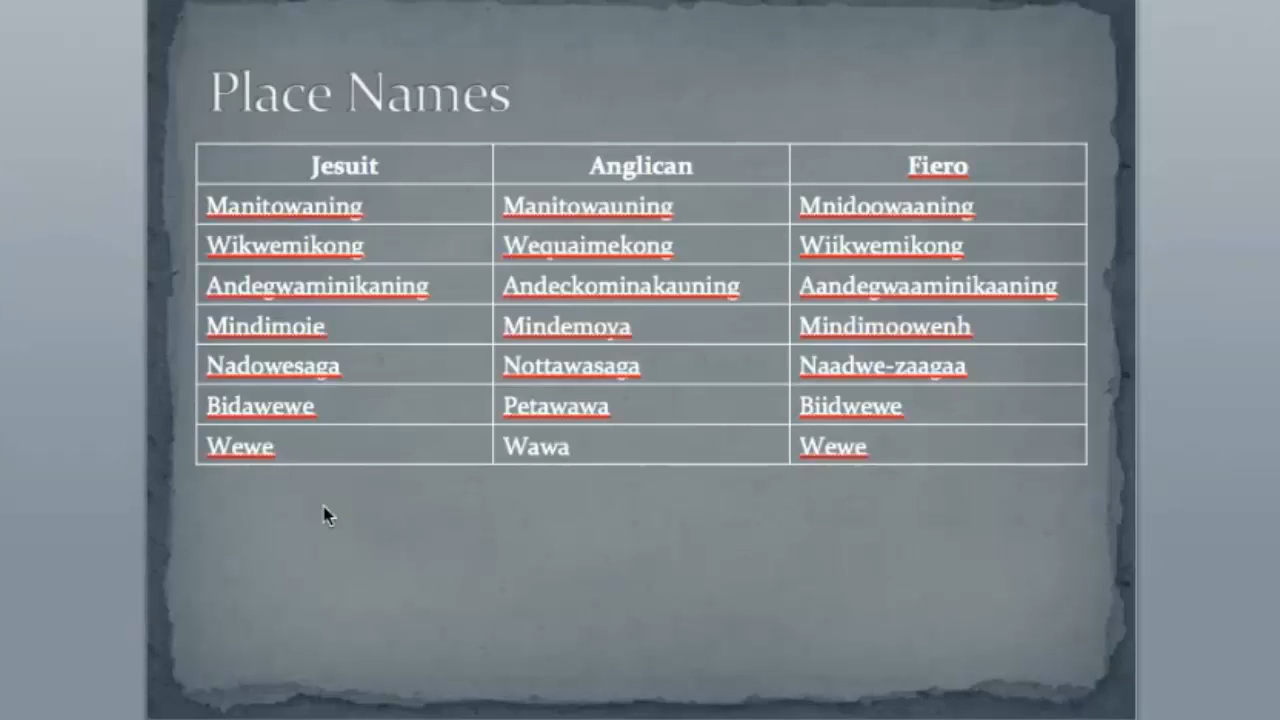 Place Names
Jesuit Anglican Fiero
Manitowaning Manitowauning Mnidoowaaning
Wikwemikong Wequaimekong Wiikwemikong
Andegwaminikaning Andeckominakauning Aandegwaaminikaaning
Mindimoie Mindemoya Mindimoowenh
Nadowesaga Nottawasaga Naadwe-zaagaa
Bidawewe Petawawa Biidwewe
Wewe Wawa Wewe